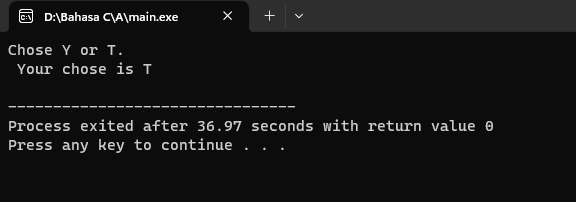 D:\Bahasa C\A\main.exe
Chose Y or T.
 Your chose is T
--------------------------------
Process exited after 36.97 seconds with return value 0
Press any key to continue . . .